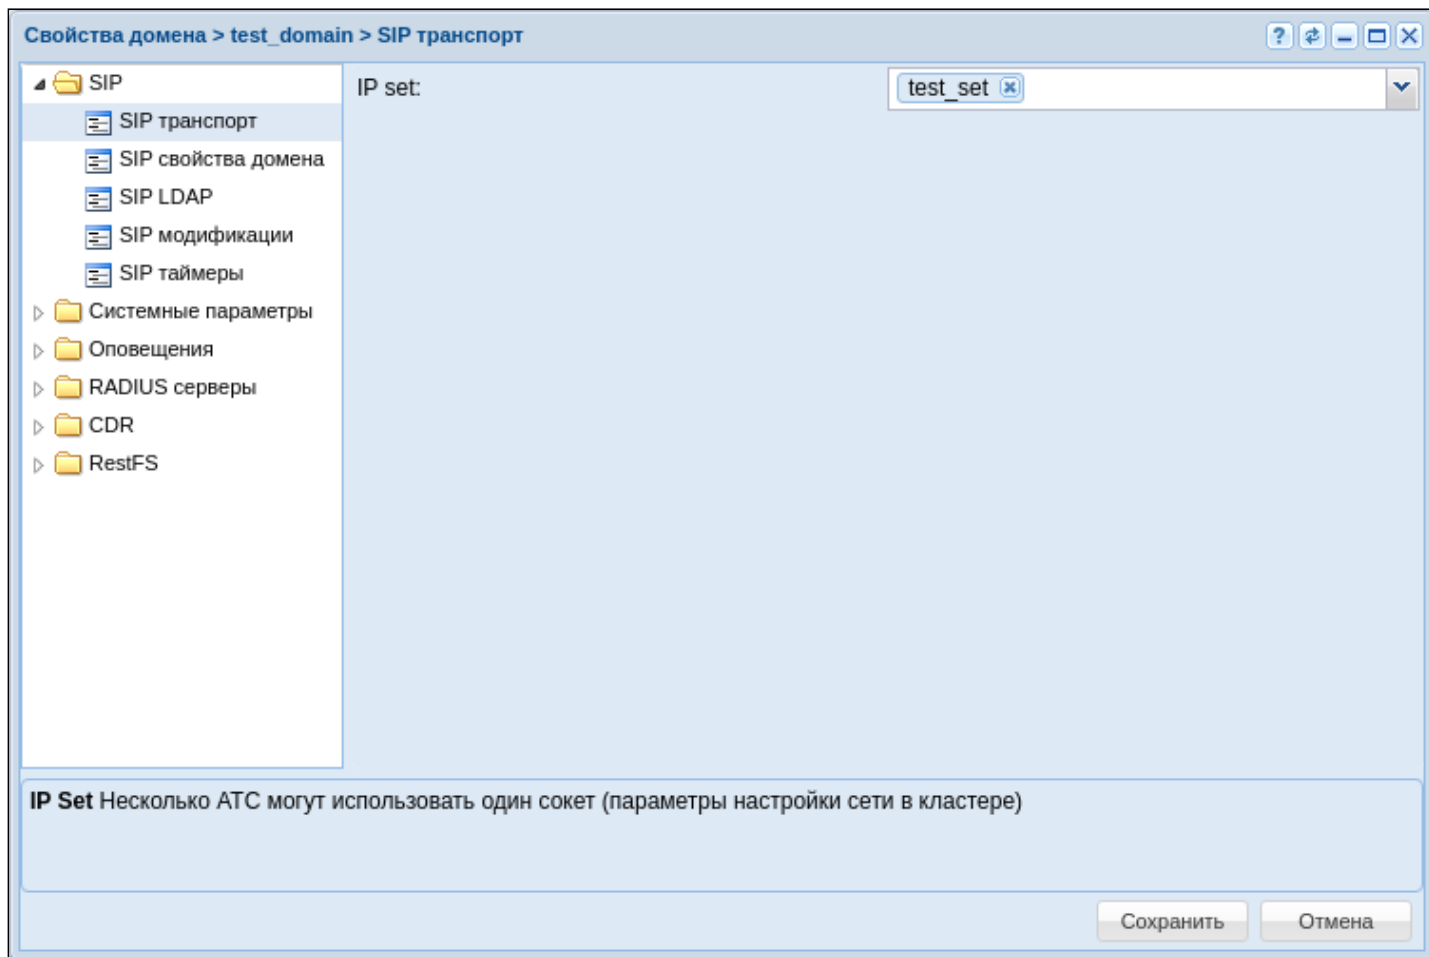 Свойства домена > test_domain > SIP транспорт
SIP
SIP транспорт
SIP свойства домена
SIP LDAP
SIP модификации
SIP таймеры
Системные параметры
Оповещения
RADIUS серверы
CDR
RestFS
IP set:
test_set
IP Set Несколько АТС могут использовать один сокет (параметры настройки сети в кластере)
Сохранить
Отмена